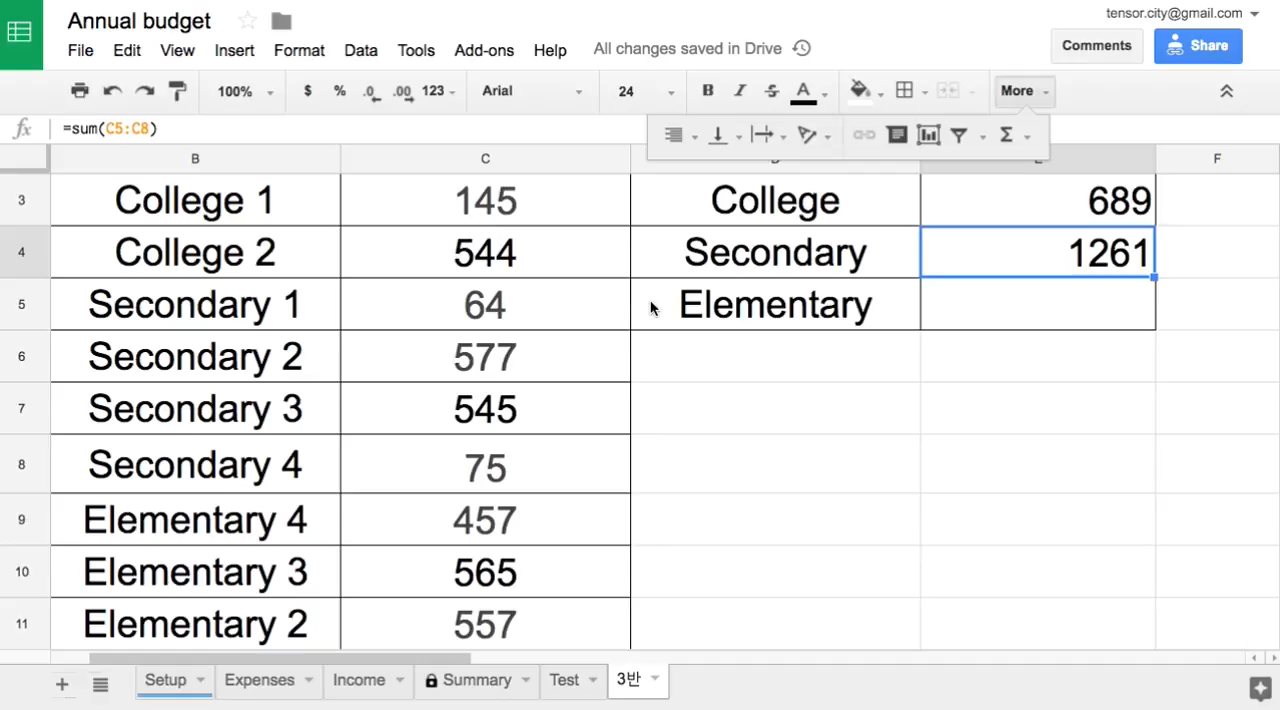 Annual budget
tensor.city@gmail.com
File Edit View Insert Format Data Tools Add-ons Help All changes saved in Drive
Comments Share
100% $ % .0 .00 123 Arial 24 B I S A More
fx =sum(C5:C8)
Σ
B C F
3 College 1 145 College 689
4 College 2 544 Secondary 1261
5 Secondary 1 64 Elementary
6 Secondary 2 577
7 Secondary 3 545
8 Secondary 4 75
9 Elementary 4 457
10 Elementary 3 565
11 Elementary 2 557
Setup Expenses Income Summary Test 3반